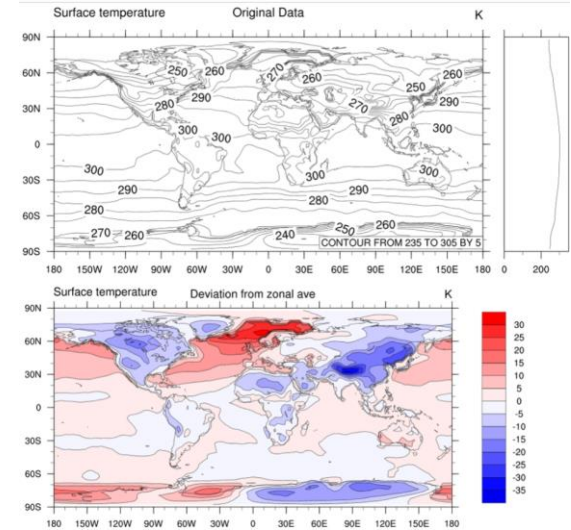 Surface temperature Original Data K
90N
60N
30N
0
30S
60S
90S
250 260 270 260 250 260
280 290 270 280 290
300 300 300
300 300 300
290 290
280 280
270 260 240 250 260
CONTOUR FROM 235 TO 305 BY 5
180 150W 120W 90W 60W 30W 0 30E 60E 90E 120E 150E 180
0 200
Surface temperature Deviation from zonal ave K
90N
60N
30N
0
30S
60S
90S
180 150W 120W 90W 60W 30W 0 30E 60E 90E 120E 150E 180
30
25
20
15
10
5
0
-5
-10
-15
-20
-25
-30
-35